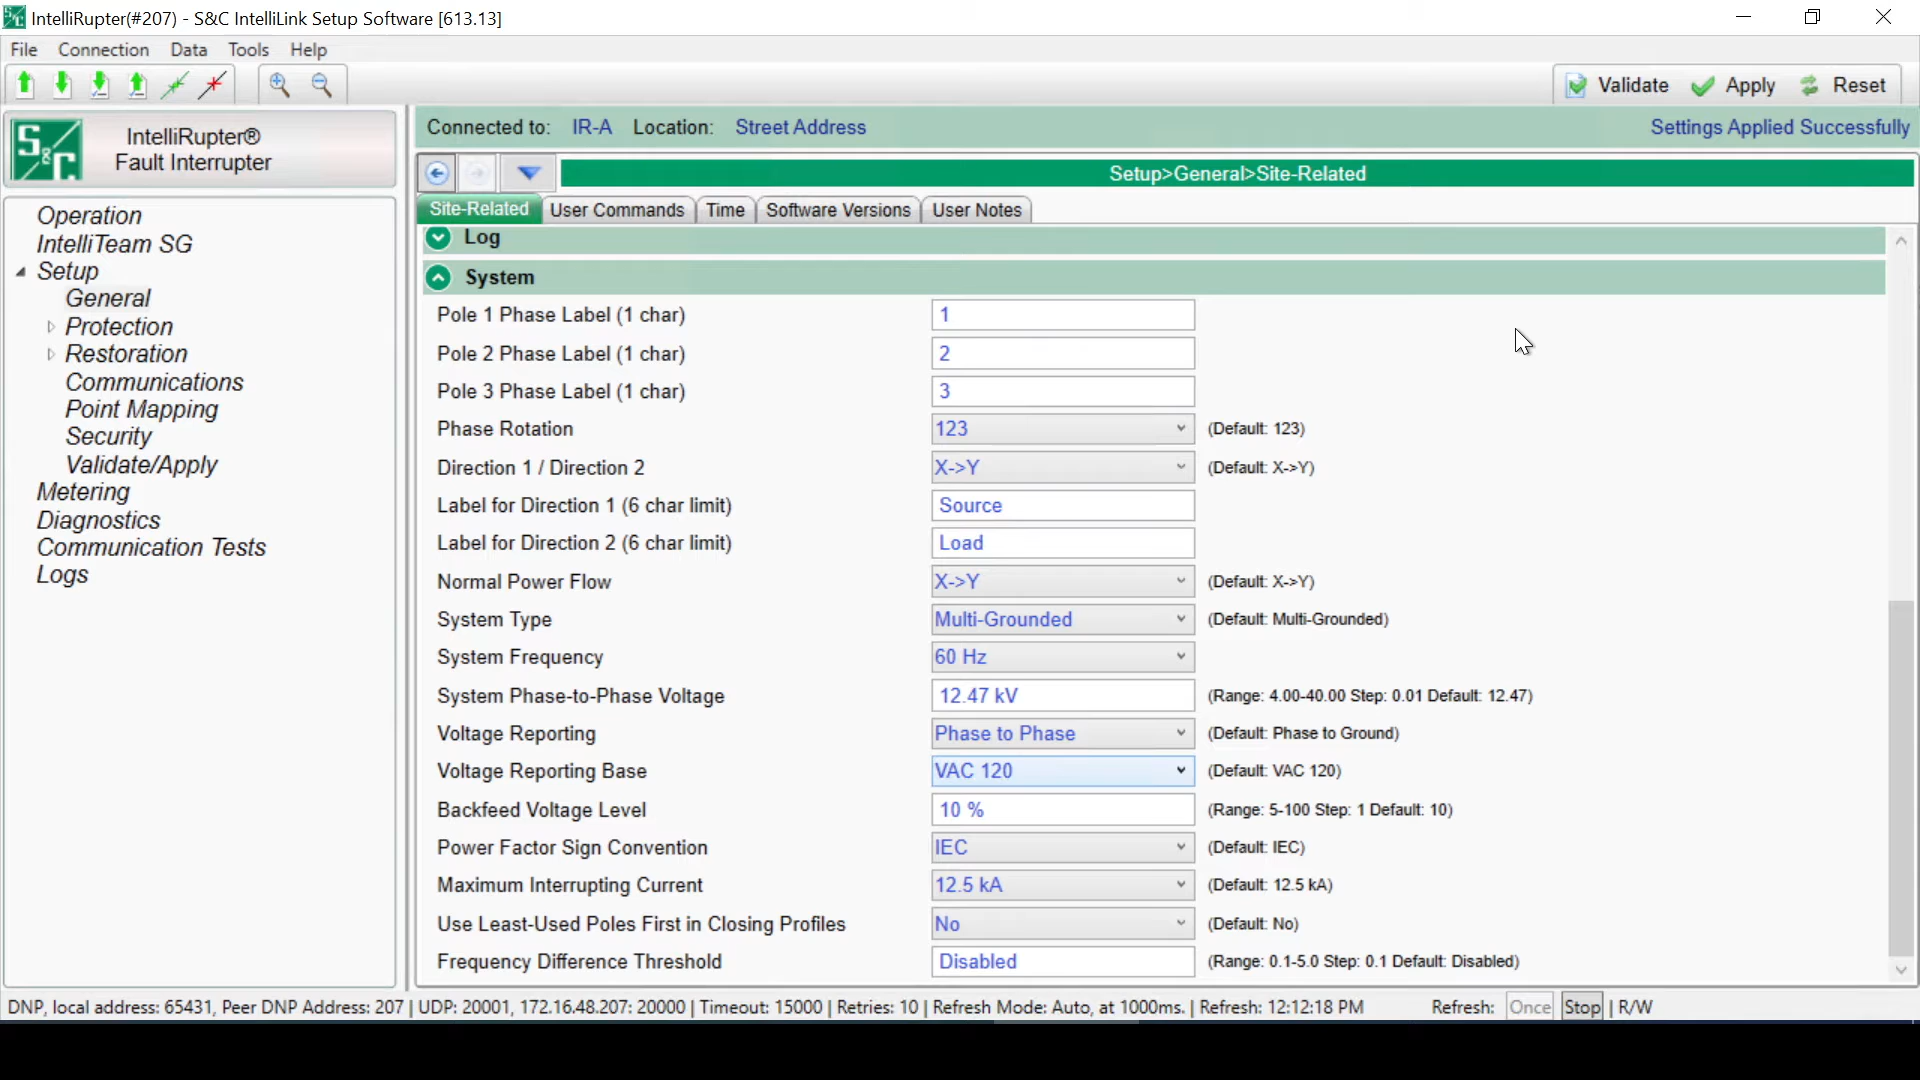 IntelliRupter(#207) - S&C IntelliLink Setup Software [613.13]
File Connection Data Tools Help
Validate Apply Reset
S&C
IntelliRupter®
Fault Interrupter
Connected to: IR-A Location: Street Address Settings Applied Successfully
Setup>General>Site-Related
Site-Related User Commands Time Software Versions User Notes
Operation
IntelliTeam SG
Setup
General
Protection
Restoration
Communications
Point Mapping
Security
Validate/Apply
Metering
Diagnostics
Communication Tests
Logs
Log
System
Pole 1 Phase Label (1 char) 1
Pole 2 Phase Label (1 char) 2
Pole 3 Phase Label (1 char) 3
Phase Rotation 123 (Default: 123)
Direction 1 / Direction 2 X->Y (Default: X->Y)
Label for Direction 1 (6 char limit) Source
Label for Direction 2 (6 char limit) Load
Normal Power Flow X->Y (Default: X->Y)
System Type Multi-Grounded (Default: Multi-Grounded)
System Frequency 60 Hz
System Phase-to-Phase Voltage 12.47 kV (Range: 4.00-40.00 Step: 0.01 Default: 12.47)
Voltage Reporting Phase to Phase (Default: Phase to Ground)
Voltage Reporting Base VAC 120 (Default: VAC 120)
Backfeed Voltage Level 10 % (Range: 5-100 Step: 1 Default: 10)
Power Factor Sign Convention IEC (Default: IEC)
Maximum Interrupting Current 12.5 kA (Default: 12.5 kA)
Use Least-Used Poles First in Closing Profiles No (Default: No)
Frequency Difference Threshold Disabled (Range: 0.1-5.0 Step: 0.1 Default: Disabled)
DNP, local address: 65431, Peer DNP Address: 207 | UDP: 20001, 172.16.48.207: 20000 | Timeout: 15000 | Retries: 10 | Refresh Mode: Auto, at 1000ms. | Refresh: 12:12:18 PM Refresh: Once Stop | R/W